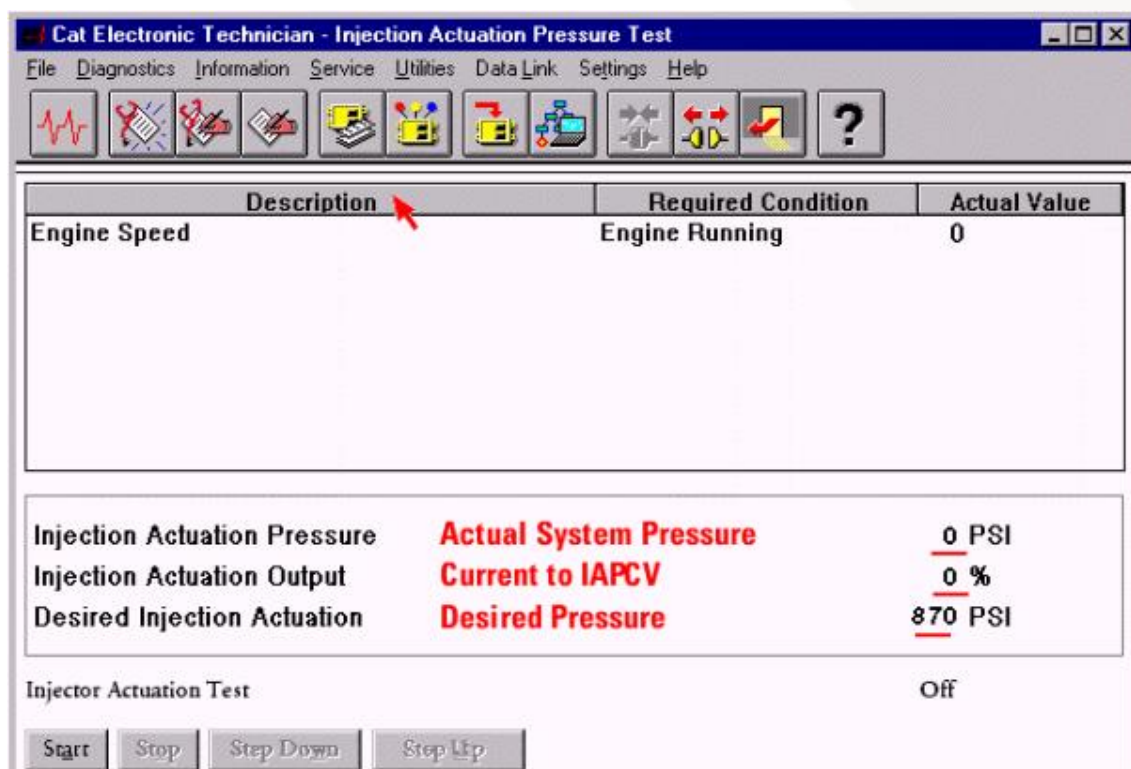 Cat Electronic Technician - Injection Actuation Pressure Test
File Diagnostics Information Service Utilities Data Link Settings Help
?
Description Required Condition Actual Value
Engine Speed Engine Running 0
Injection Actuation Pressure Actual System Pressure 0 PSI
Injection Actuation Output Current to IAPCV 0 %
Desired Injection Actuation Desired Pressure 870 PSI
Injector Actuation Test Off
Start Stop Step Down Step Up